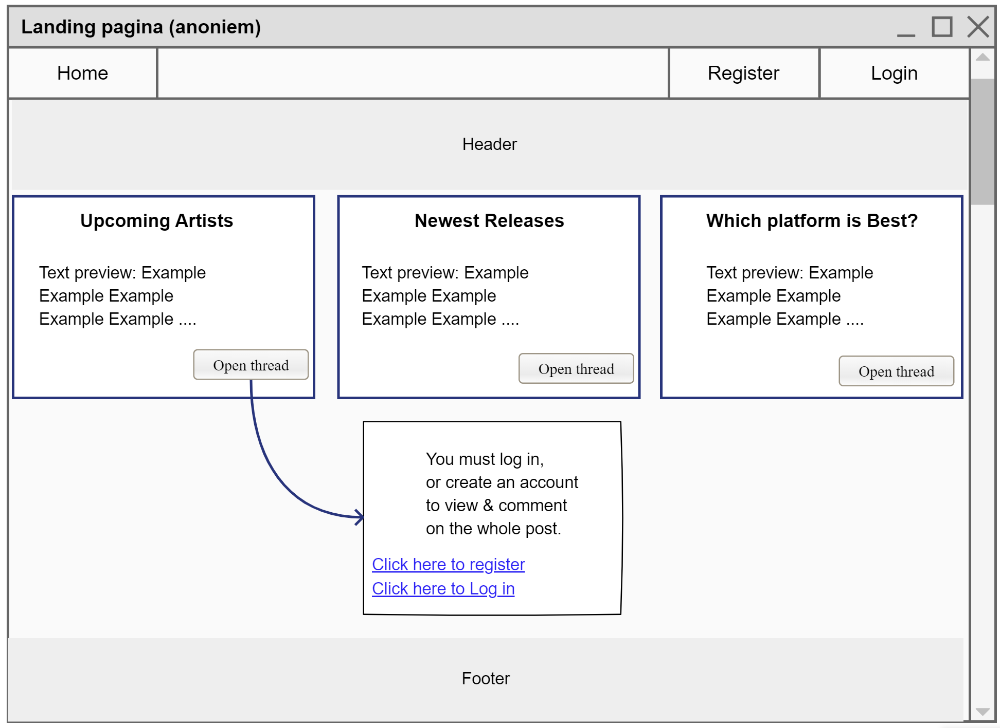 Landing pagina (anoniem)
Home
Register
Login
Header
Upcoming Artists
Text preview: Example
Example Example
Example Example ....
Open thread
Newest Releases
Text preview: Example
Example Example
Example Example ....
Open thread
Which platform is Best?
Text preview: Example
Example Example
Example Example ....
Open thread
You must log in,
or create an account
to view & comment
on the whole post.
Click here to register
Click here to Log in
Footer